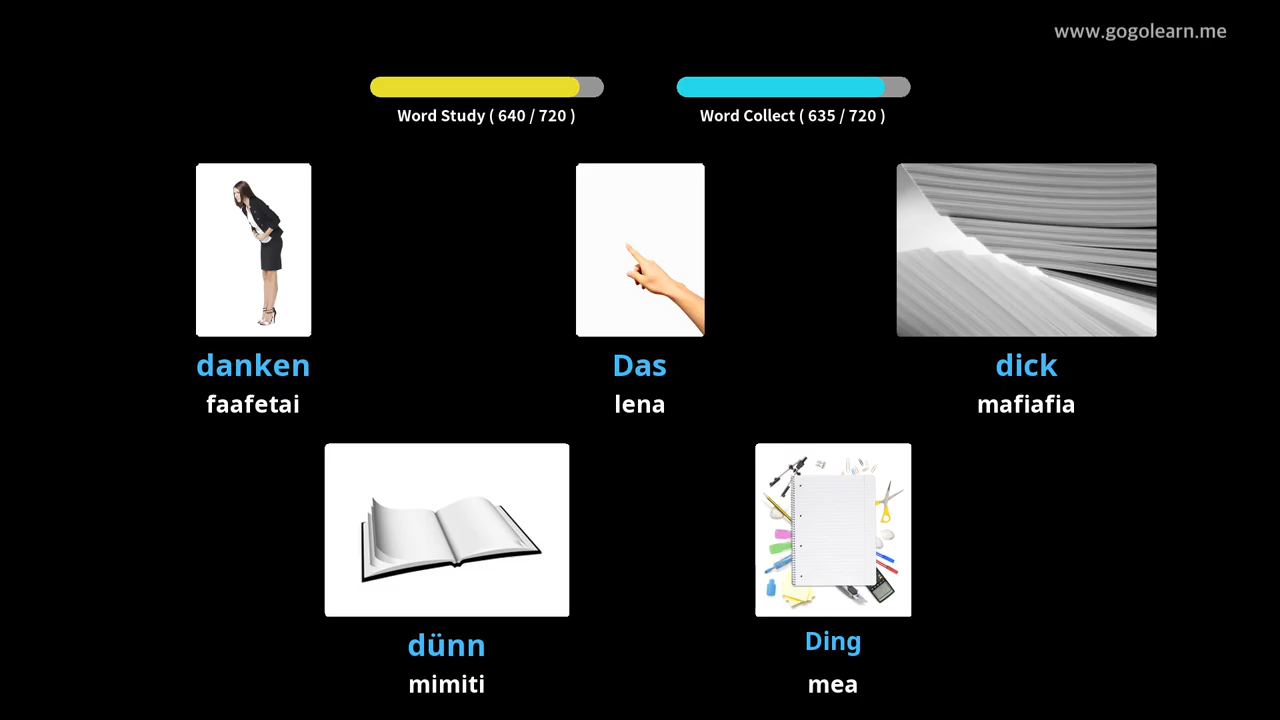 www.gogolearn.me
Word Study ( 640 / 720 )
Word Collect ( 635 / 720 )
danken
faafetai
Das
lena
dick
mafiafia
dünn
mimiti
Ding
mea